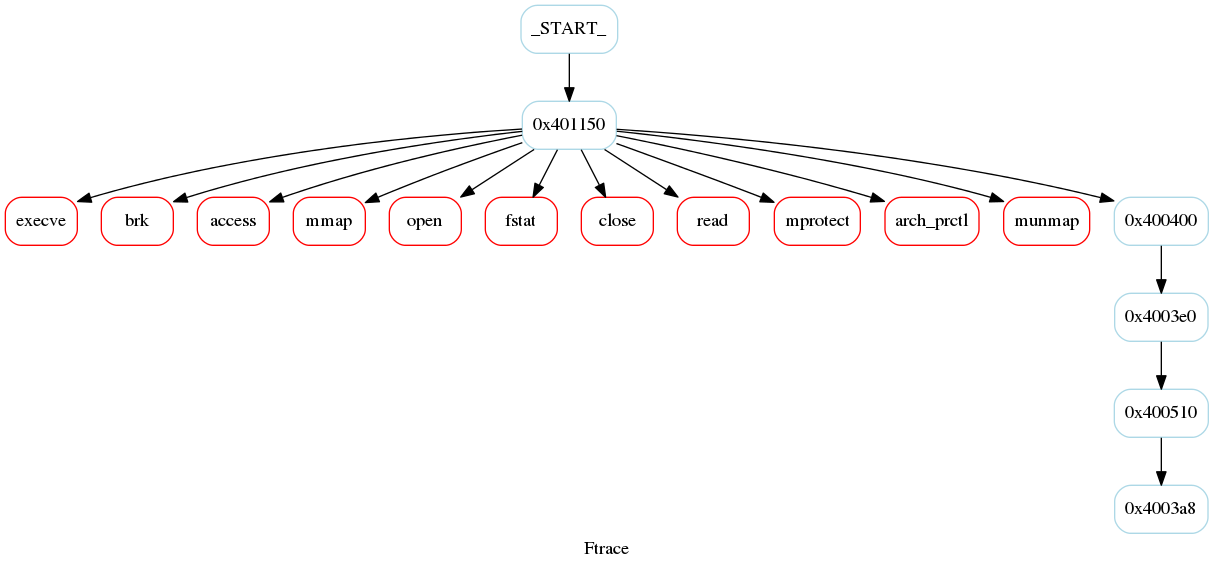 _START_
0x401150
execve
brk
access
mmap
open
fstat
close
read
mprotect
arch_prctl
munmap
0x400400
0x4003e0
0x400510
0x4003a8
Ftrace